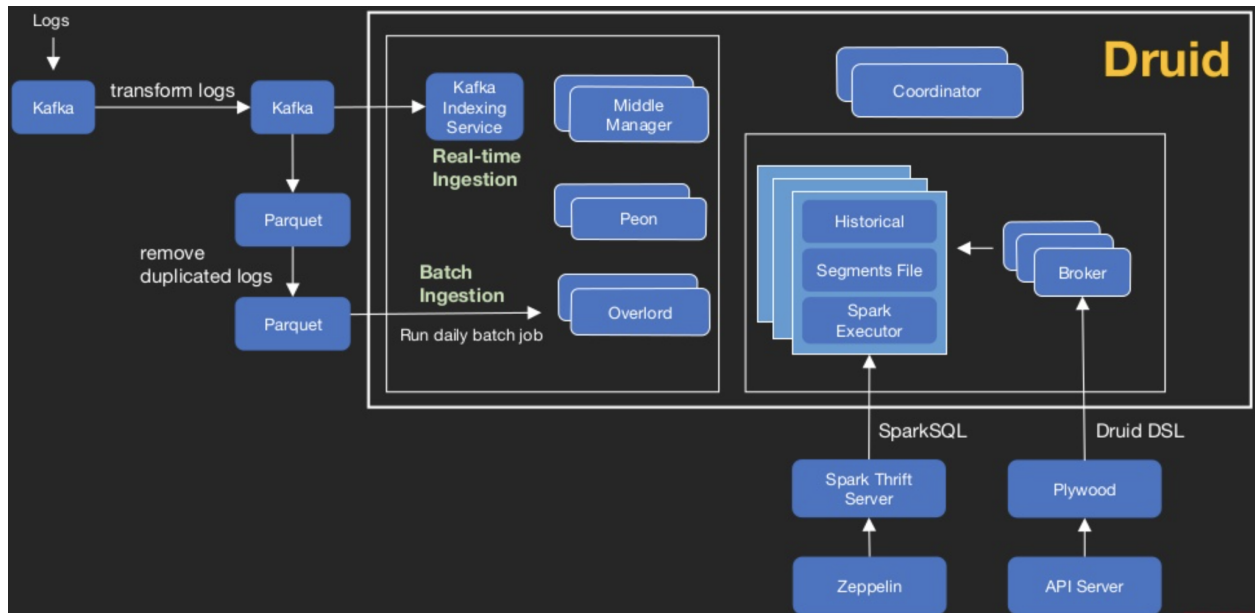 Logs
Druid
Kafka
transform logs
Kafka
Kafka
Indexing
Service
Real-time
Ingestion
Middle
Manager
Coordinator
Parquet
Peon
remove
duplicated logs
Parquet
Batch
Ingestion
Run daily batch job
Overlord
Historical
Segments File
Spark
Executor
Broker
SparkSQL
Druid DSL
Spark Thrift
Server
Plywood
Zeppelin
API Server